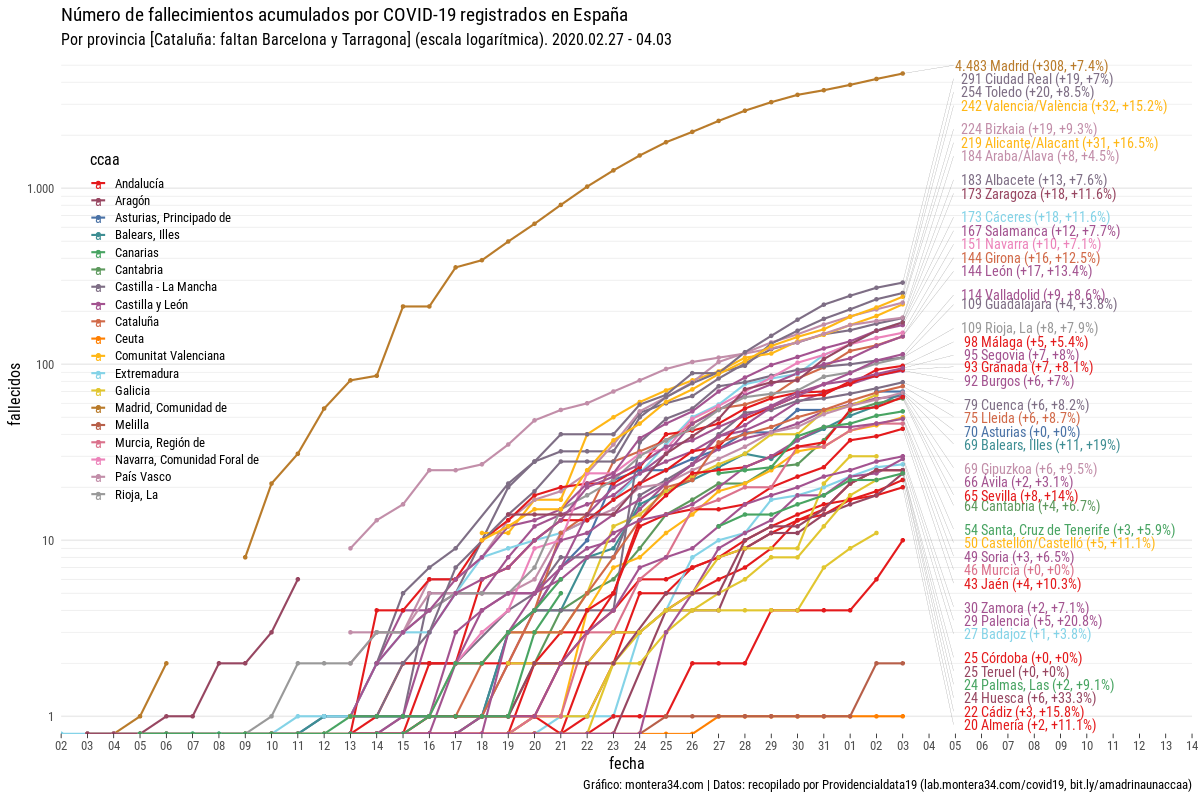 Número de fallecimientos acumulados por COVID-19 registrados en España
Por provincia [Cataluña: faltan Barcelona y Tarragona] (escala logarítmica). 2020.02.27 - 04.03
4.483 Madrid (+308, +7.4%)
291 Ciudad Real (+19, +7%)
254 Toledo (+20, +8.5%)
242 Valencia/València (+32, +15.2%)
224 Bizkaia (+19, +9.3%)
219 Alicante/Alacant (+31, +16.5%)
184 Araba/Álava (+8, +4.5%)
183 Albacete (+13, +7.6%)
173 Zaragoza (+18, +11.6%)
173 Cáceres (+18, +11.6%)
167 Salamanca (+12, +7.7%)
151 Navarra (+10, +7.1%)
144 Girona (+16, +12.5%)
144 León (+17, +13.4%)
114 Valladolid (+9, +8.6%)
109 Guadalajara (+4, +3.8%)
109 Rioja, La (+8, +7.9%)
98 Málaga (+5, +5.4%)
95 Segovia (+7, +8%)
93 Granada (+7, +8.1%)
92 Burgos (+6, +7%)
79 Cuenca (+6, +8.2%)
75 Lleida (+6, +8.7%)
70 Asturias (+0, +0%)
69 Balears, Illes (+11, +19%)
69 Gipuzkoa (+6, +9.5%)
66 Ávila (+2, +3.1%)
65 Sevilla (+8, +14%)
64 Cantabria (+4, +6.7%)
54 Santa, Cruz de Tenerife (+3, +5.9%)
50 Castellón/Castelló (+5, +11.1%)
49 Soria (+3, +6.5%)
46 Murcia (+0, +0%)
43 Jaén (+4, +10.3%)
30 Zamora (+2, +7.1%)
29 Palencia (+5, +20.8%)
27 Badajoz (+1, +3.8%)
25 Córdoba (+0, +0%)
25 Teruel (+0, +0%)
24 Palmas, Las (+2, +9.1%)
24 Huesca (+6, +33.3%)
22 Cádiz (+3, +15.8%)
20 Almería (+2, +11.1%)
ccaa
Andalucía
Aragón
Asturias, Principado de
Balears, Illes
Canarias
Cantabria
Castilla - La Mancha
Castilla y León
Cataluña
Ceuta
Comunitat Valenciana
Extremadura
Galicia
Madrid, Comunidad de
Melilla
Murcia, Región de
Navarra, Comunidad Foral de
País Vasco
Rioja, La
fallecidos
1.000
100
10
1
02 03 04 05 06 07 08 09 10 11 12 13 14 15 16 17 18 19 20 21 22 23 24 25 26 27 28 29 30 31 01 02 03 04 05 06 07 08 09 10 11 12 13 14
fecha
Gráfico: montera34.com | Datos: recopilado por Providencialdata19 (lab.montera34.com/covid19, bit.ly/amadrinaunaccaa)